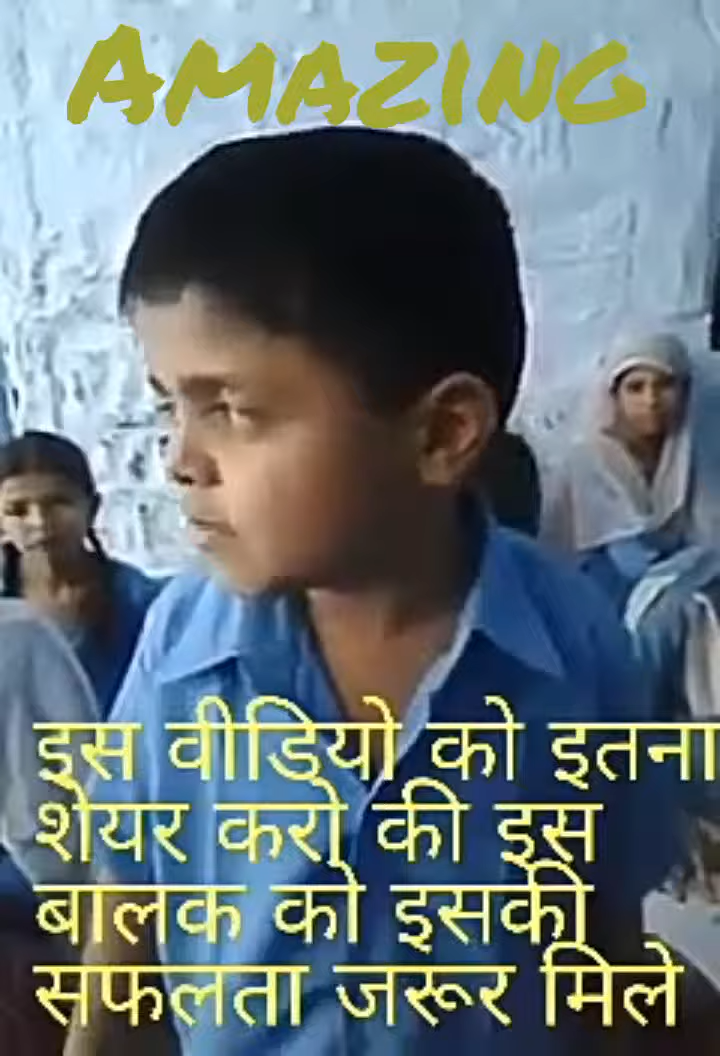 AMAZING
इस वीडियो को इतना
शेयर करो की इस
बालक को इसकी
सफलता जरूर मिले